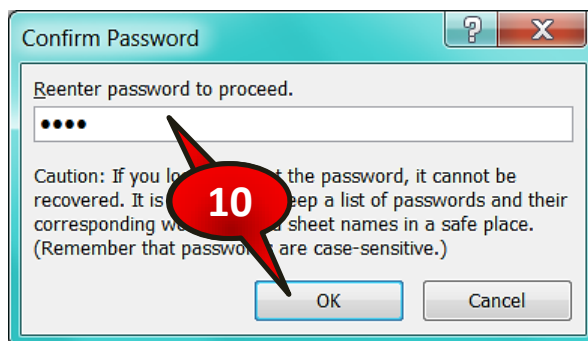 Confirm Password
?
X
Reenter password to proceed.
••••
Caution: If you lo t the password, it cannot be
recovered. It is eep a list of passwords and their
corresponding wo sheet names in a safe place.
(Remember that passwo s are case-sensitive.)
10
OK
Cancel